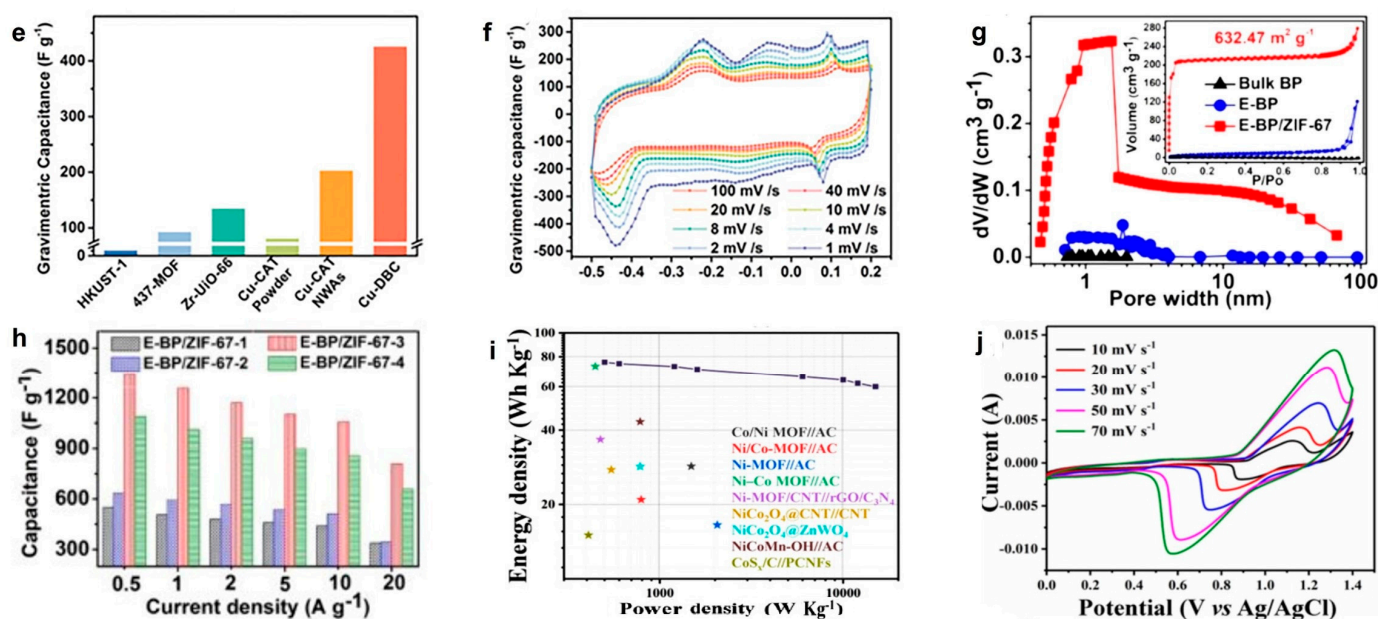 e
Gravimentric Capacitance (F g⁻¹)
400
300
200
100
0
HKUST-1
437-MOF
Zr-UiO-66
Cu-CAT
Powder
Cu-CAT
NWAs
Cu-DBC
f
Gravimetric capacitance (F g⁻¹)
400
300
200
100
0
-100
-200
-300
-400
-500
100 mV /s
40 mV /s
20 mV /s
10 mV /s
8 mV /s
4 mV /s
2 mV /s
1 mV /s
-0.5 -0.4 -0.3 -0.2 -0.1 0.0 0.1 0.2
g
dV/dW (cm³ g⁻¹)
0.3
0.2
0.1
0.0
632.47 m² g⁻¹
Volume (cm³ g⁻¹)
280
240
200
160
120
80
40
0
0.0 0.2 0.4 0.6 0.8 1.0
P/Po
Bulk BP
E-BP
E-BP/ZIF-67
1 10 100
Pore width (nm)
h
Capacitance (F g⁻¹)
1500
1200
900
600
300
E-BP/ZIF-67-1
E-BP/ZIF-67-3
E-BP/ZIF-67-2
E-BP/ZIF-67-4
0.5 1 2 5 10 20
Current density (A g⁻¹)
i
Energy density (Wh Kg⁻¹)
100
80
60
40
20
Co/Ni MOF//AC
Ni/Co-MOF//AC
Ni-MOF//AC
Ni–Co MOF//AC
Ni-MOF/CNT//rGO/C₃N₄
NiCo₂O₄@CNT//CNT
NiCo₂O₄@ZnWO₄
NiCoMn-OH//AC
CoSₓ/C//PCNFs
1000 10000
Power density (W Kg⁻¹)
j
Current (A)
0.015
0.010
0.005
0.000
-0.005
-0.010
10 mV s⁻¹
20 mV s⁻¹
30 mV s⁻¹
50 mV s⁻¹
70 mV s⁻¹
0.0 0.2 0.4 0.6 0.8 1.0 1.2 1.4
Potential (V vs Ag/AgCl)